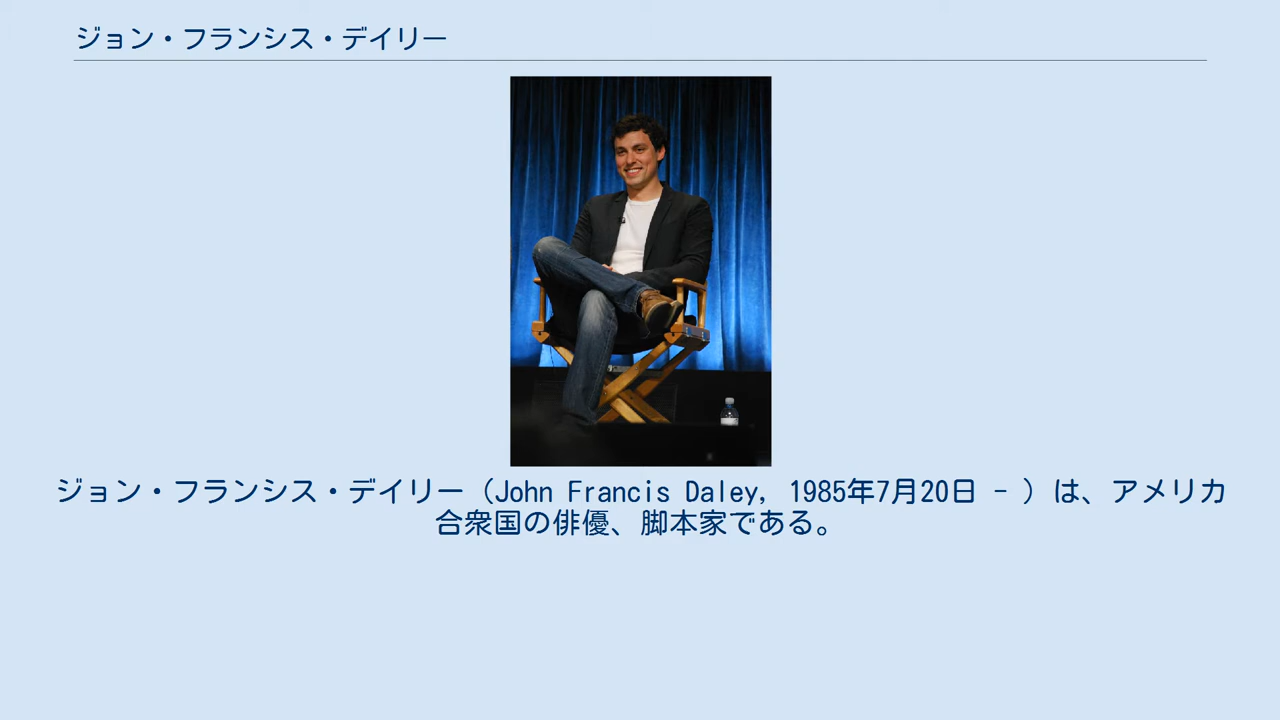 ジョン・フランシス・デイリー
ジョン・フランシス・デイリー（John Francis Daley, 1985年7月20日 - ）は、アメリカ
合衆国の俳優、脚本家である。